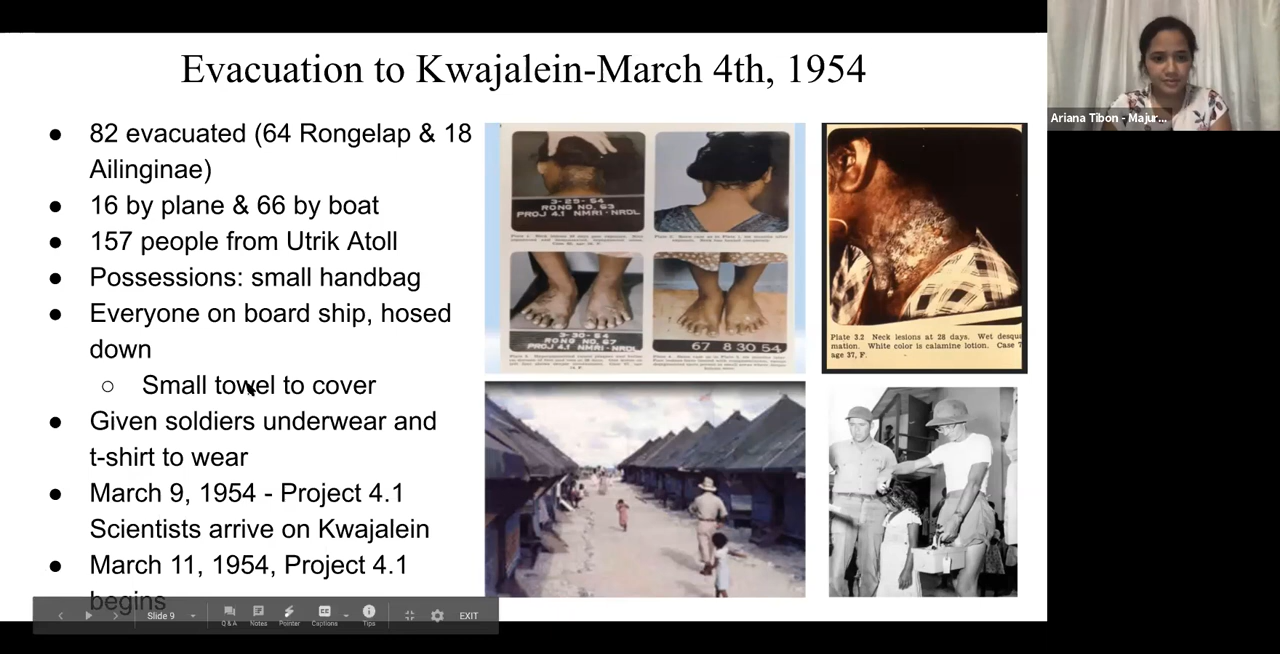 Evacuation to Kwajalein-March 4th, 1954
● 82 evacuated (64 Rongelap & 18
Ailinginae)
● 16 by plane & 66 by boat
● 157 people from Utrik Atoll
● Possessions: small handbag
● Everyone on board ship, hosed
down
○ Small towel to cover
● Given soldiers underwear and
t-shirt to wear
● March 9, 1954 - Project 4.1
Scientists arrive on Kwajalein
● March 11, 1954, Project 4.1
begins
3-29-54
RONG NO. 63
PROJ 4.1 NMRI-NRDL
3-30-54
RONG NO. 67
PROJ 4.1 NMRI-NRDL
67 8 30 54
Plate 3.2 Neck lesions at 28 days. Wet desqu
mation. White color is calamine lotion. Case 7
age 37, F.
Ariana Tibon - Majur...
Slide 9
Q & A
Notes
Pointer
CC
Captions
Tips
EXIT